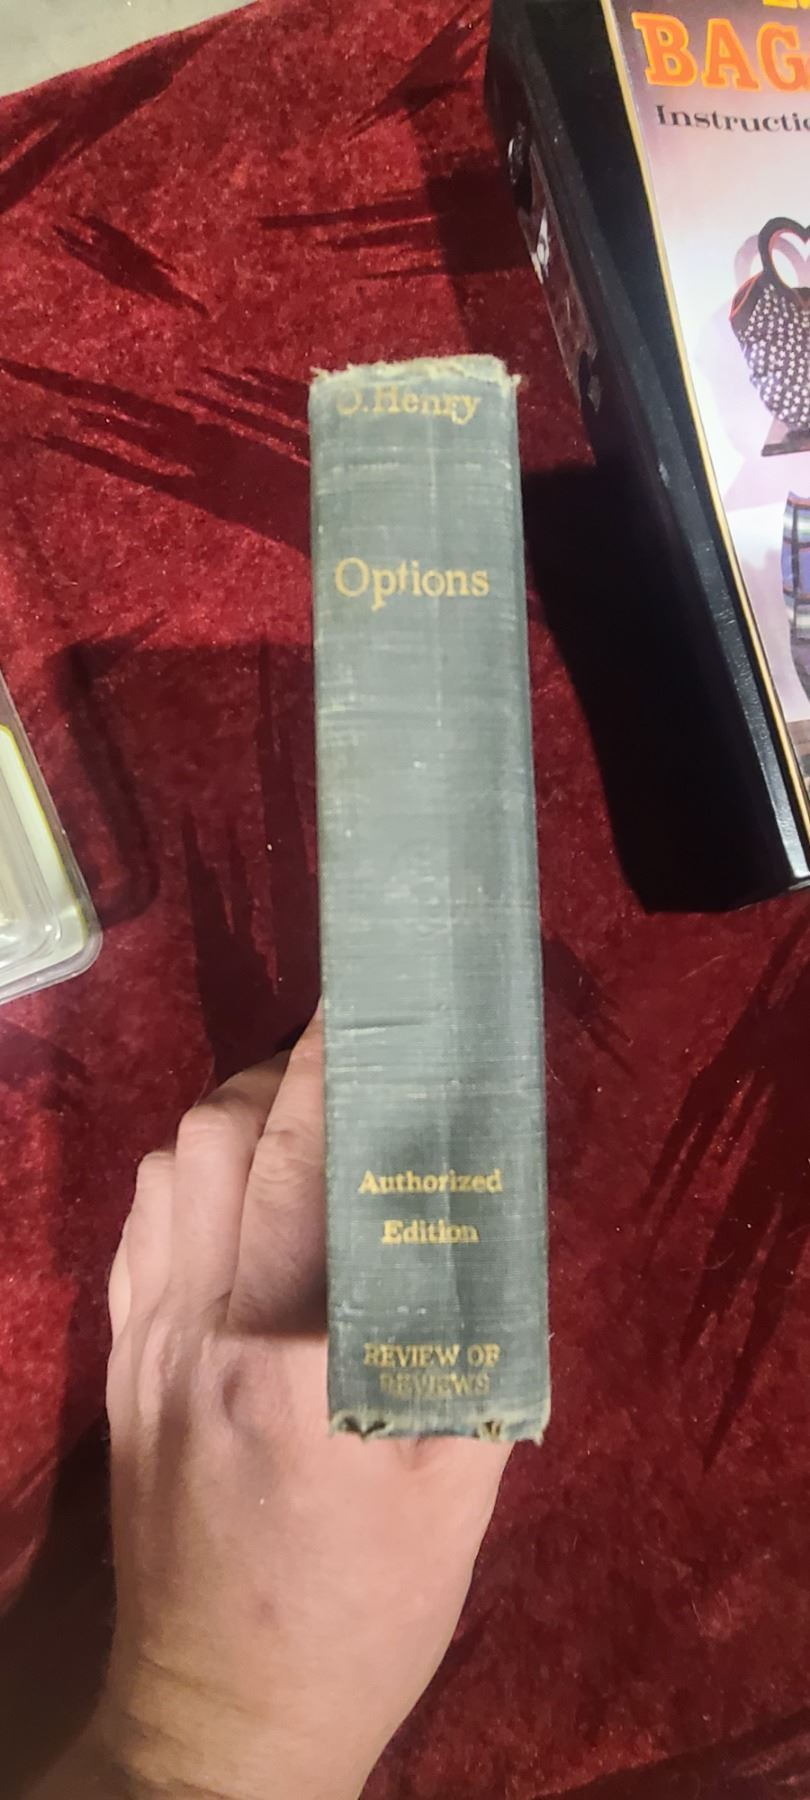 O. Henry
Options
Authorized
Edition
REVIEW OF
REVIEWS
BAG
Instructio